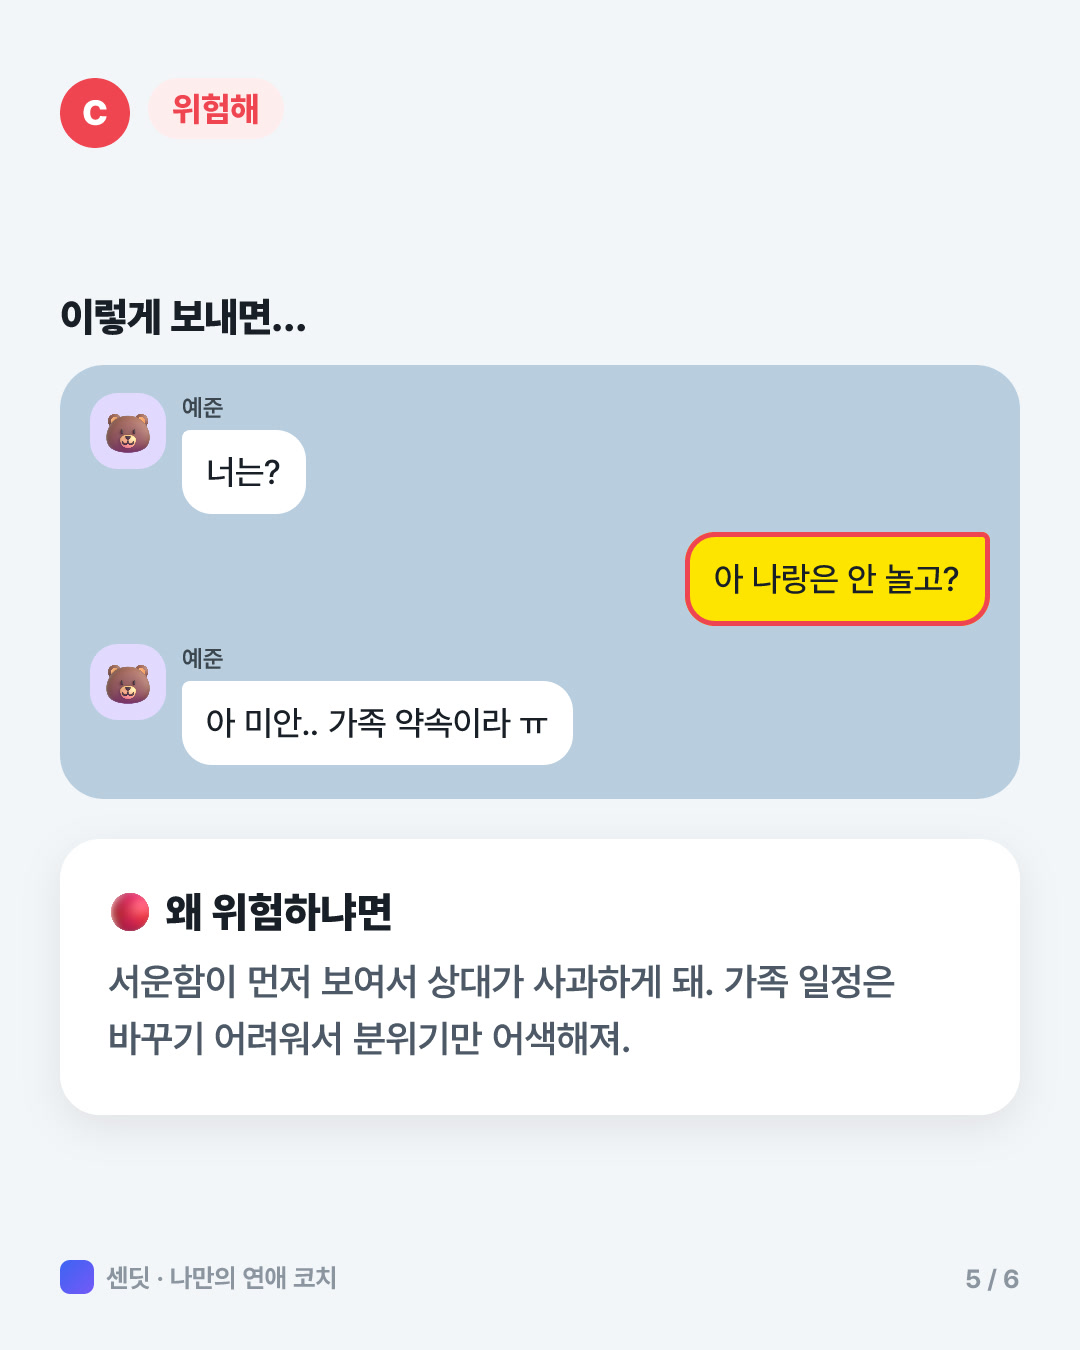 C 위험해
이렇게 보내면...
예준
너는?
아 나랑은 안 놀고?
예준
아 미안.. 가족 약속이라 ㅠ
왜 위험하냐면
서운함이 먼저 보여서 상대가 사과하게 돼. 가족 일정은
바꾸기 어려워서 분위기만 어색해져.
센딧 · 나만의 연애 코치
5 / 6